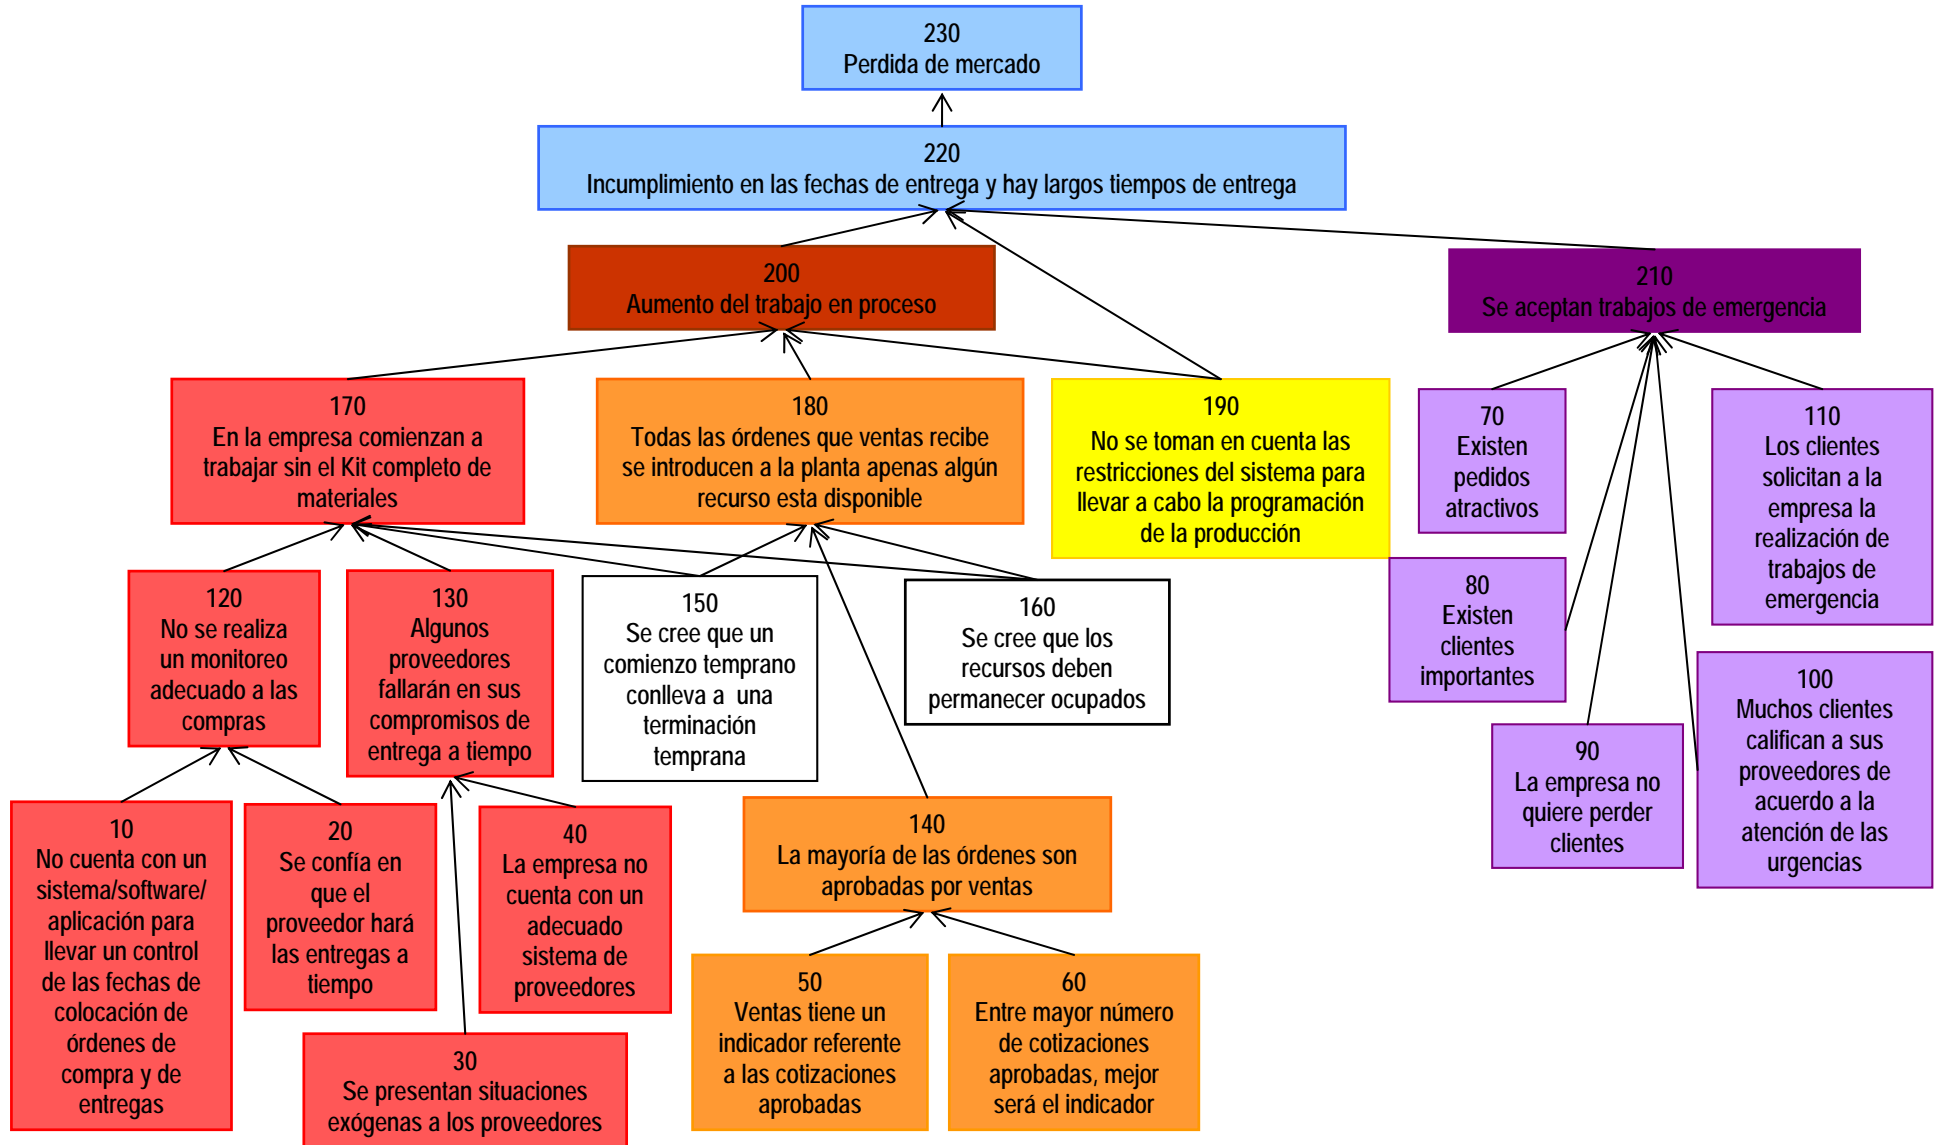 230
Perdida de mercado
220
Incumplimiento en las fechas de entrega y hay largos tiempos de entrega
200
Aumento del trabajo en proceso
210
Se aceptan trabajos de emergencia
170
En la empresa comienzan a
trabajar sin el Kit completo de
materiales
180
Todas las órdenes que ventas recibe
se introducen a la planta apenas algún
recurso esta disponible
190
No se toman en cuenta las
restricciones del sistema para
llevar a cabo la programación
de la producción
70
Existen
pedidos
atractivos
110
Los clientes
solicitan a la
empresa la
realización de
trabajos de
emergencia
120
No se realiza
un monitoreo
adecuado a las
compras
130
Algunos
proveedores
fallarán en sus
compromisos de
entrega a tiempo
150
Se cree que un
comienzo temprano
conlleva a una
terminación
temprana
160
Se cree que los
recursos deben
permanecer ocupados
80
Existen
clientes
importantes
100
Muchos clientes
califican a sus
proveedores de
acuerdo a la
atención de las
urgencias
90
La empresa no
quiere perder
clientes
10
No cuenta con un
sistema/software/
aplicación para
llevar un control
de las fechas de
colocación de
órdenes de
compra y de
entregas
20
Se confía en
que el
proveedor hará
las entregas a
tiempo
40
La empresa no
cuenta con un
adecuado
sistema de
proveedores
140
La mayoría de las órdenes son
aprobadas por ventas
50
Ventas tiene un
indicador referente
a las cotizaciones
aprobadas
60
Entre mayor número
de cotizaciones
aprobadas, mejor
será el indicador
30
Se presentan situaciones
exógenas a los proveedores